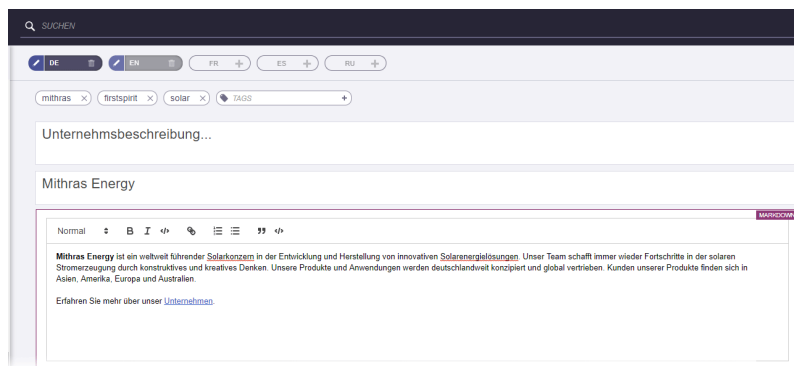 SUCHEN
DE EN FR + ES + RU +
mithras × firstspirit × solar × TAGS +
Unternehmsbeschreibung...
Mithras Energy
MARKDOWN
Normal B I </> </>
Mithras Energy ist ein weltweit führender Solarkonzern in der Entwicklung und Herstellung von innovativen Solarenergielösungen. Unser Team schafft immer wieder Fortschritte in der solaren
Stromerzeugung durch konstruktives und kreatives Denken. Unsere Produkte und Anwendungen werden deutschlandweit konzipiert und global vertrieben. Kunden unserer Produkte finden sich in
Asien, Amerika, Europa und Australien.
Erfahren Sie mehr über unser Unternehmen.